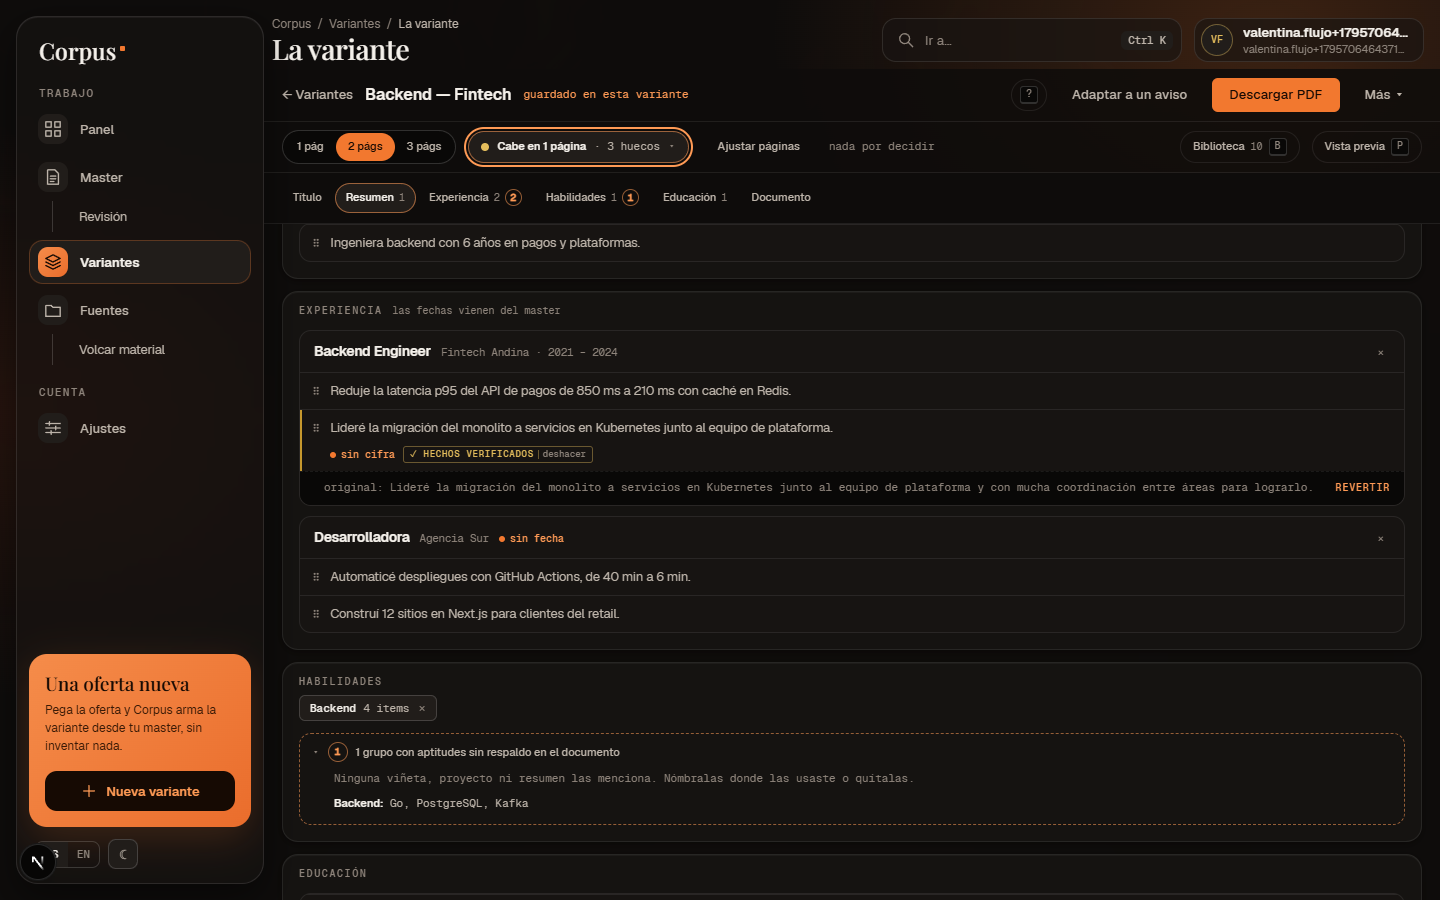 Corpus
TRABAJO
Panel
Master
Revisión
Variantes
Fuentes
Volcar material
CUENTA
Ajustes
Una oferta nueva
Pega la oferta y Corpus arma la
variante desde tu master, sin
inventar nada.
+ Nueva variante
EN
Corpus / Variantes / La variante
La variante
Ir a...
Ctrl K
VF
valentina.flujo+17957064...
valentina.flujo+1795706464371...
← Variantes
Backend — Fintech
guardado en esta variante
?
Adaptar a un aviso
Descargar PDF
Más
1 pág
2 págs
3 págs
Cabe en 1 página · 3 huecos
Ajustar páginas
nada por decidir
Biblioteca 10 B
Vista previa P
Título
Resumen 1
Experiencia 2 2
Habilidades 1 1
Educación 1
Documento
Ingeniera backend con 6 años en pagos y plataformas.
EXPERIENCIA las fechas vienen del master
Backend Engineer Fintech Andina · 2021 – 2024 ×
Reduje la latencia p95 del API de pagos de 850 ms a 210 ms con caché en Redis.
Lideré la migración del monolito a servicios en Kubernetes junto al equipo de plataforma.
sin cifra ✓ HECHOS VERIFICADOS | deshacer
original: Lideré la migración del monolito a servicios en Kubernetes junto al equipo de plataforma y con mucha coordinación entre áreas para lograrlo. REVERTIR
Desarrolladora Agencia Sur sin fecha ×
Automaticé despliegues con GitHub Actions, de 40 min a 6 min.
Construí 12 sitios en Next.js para clientes del retail.
HABILIDADES
Backend 4 items ×
1 1 grupo con aptitudes sin respaldo en el documento
Ninguna viñeta, proyecto ni resumen las menciona. Nómbralas donde las usaste o quítalas.
Backend: Go, PostgreSQL, Kafka
EDUCACIÓN